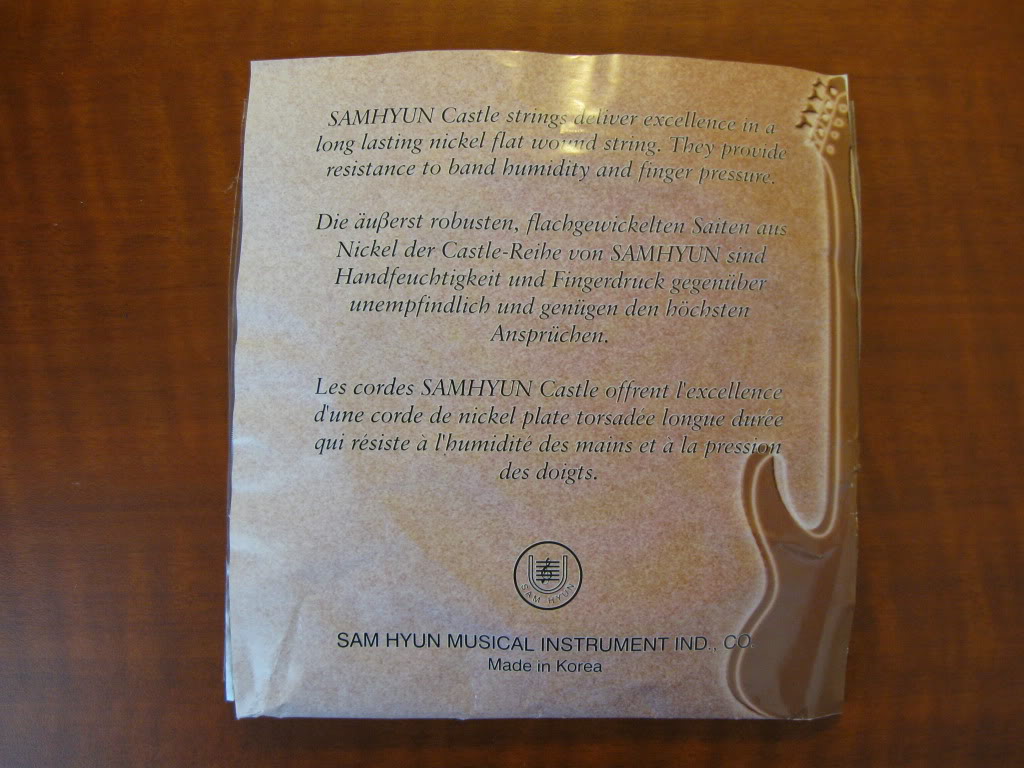 SAMHYUN Castle strings deliver excellence in a
long lasting nickel flat wound string. They provide
resistance to band humidity and finger pressure.
Die äußerst robusten, flachgewickelten Saiten aus
Nickel der Castle-Reihe von SAMHYUN sind
Handfeuchtigkeit und Fingerdruck gegenüber
unempfindlich und genügen den höchsten
Ansprüchen.
Les cordes SAMHYUN Castle offrent l'excellence
d'une corde de nickel plate torsadée longue durée
qui résiste à l'humidité des mains et à la pression
des doigts.
SAM HYUN
SAM HYUN MUSICAL INSTRUMENT IND., CO.
Made in Korea